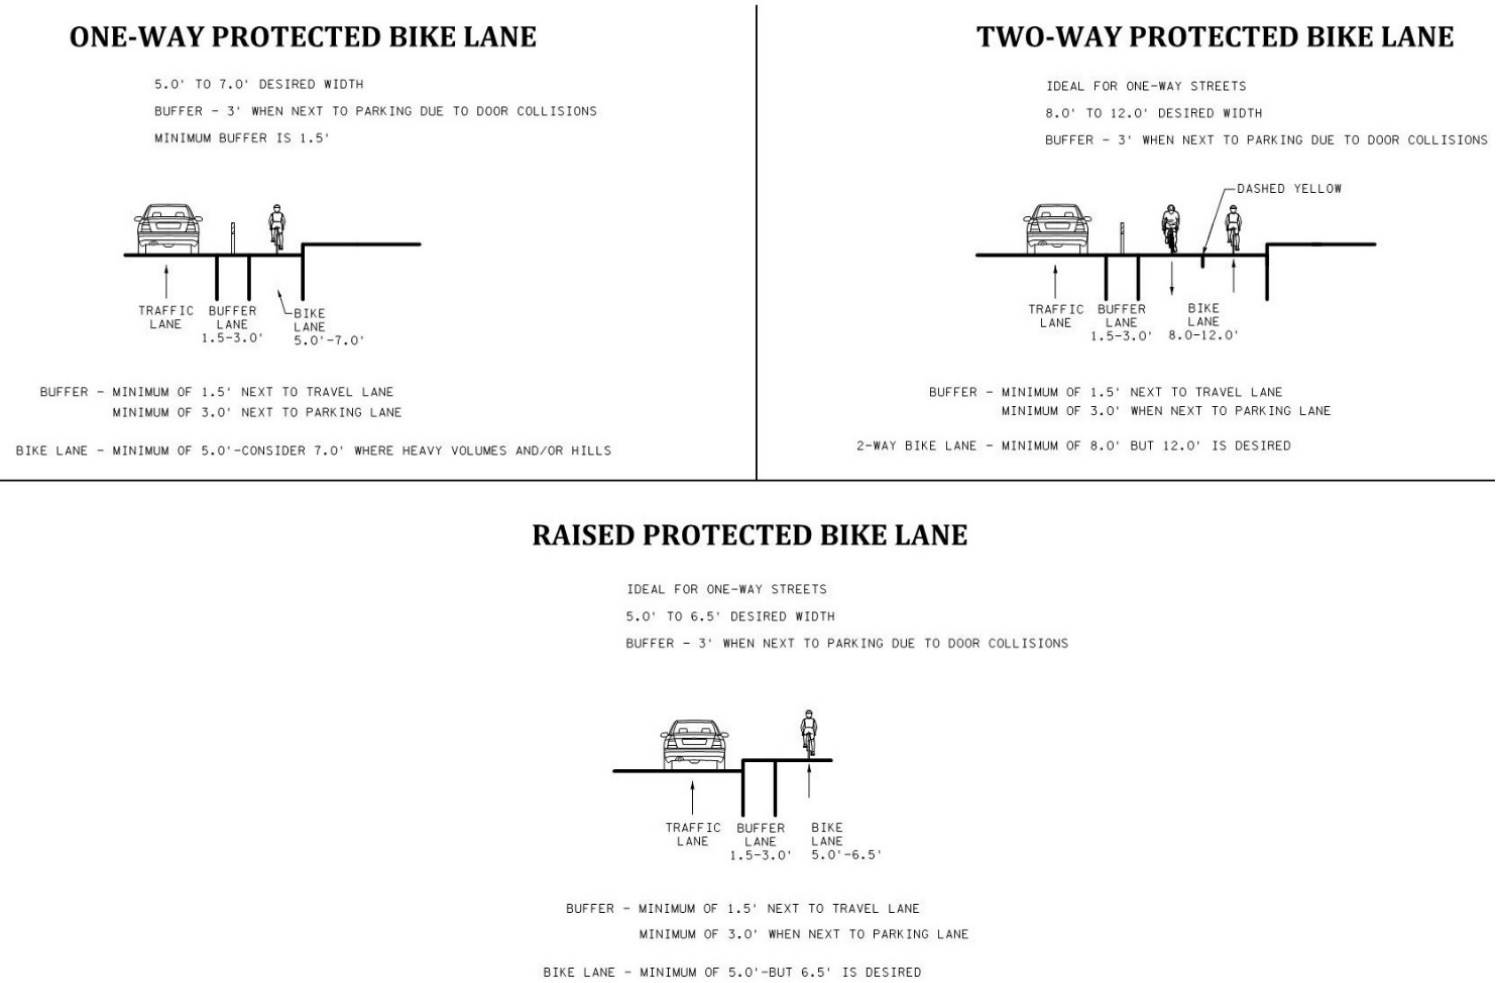 ONE-WAY PROTECTED BIKE LANE
5.0' TO 7.0' DESIRED WIDTH
BUFFER - 3' WHEN NEXT TO PARKING DUE TO DOOR COLLISIONS
MINIMUM BUFFER IS 1.5'
TRAFFIC
LANE
BUFFER
LANE
1.5-3.0'
BIKE
LANE
5.0'-7.0'
BUFFER - MINIMUM OF 1.5' NEXT TO TRAVEL LANE
MINIMUM OF 3.0' NEXT TO PARKING LANE
BIKE LANE - MINIMUM OF 5.0'-CONSIDER 7.0' WHERE HEAVY VOLUMES AND/OR HILLS
TWO-WAY PROTECTED BIKE LANE
IDEAL FOR ONE-WAY STREETS
8.0' TO 12.0' DESIRED WIDTH
BUFFER - 3' WHEN NEXT TO PARKING DUE TO DOOR COLLISIONS
DASHED YELLOW
TRAFFIC
LANE
BUFFER
LANE
1.5-3.0'
BIKE
LANE
8.0-12.0'
BUFFER - MINIMUM OF 1.5' NEXT TO TRAVEL LANE
MINIMUM OF 3.0' WHEN NEXT TO PARKING LANE
2-WAY BIKE LANE - MINIMUM OF 8.0' BUT 12.0' IS DESIRED
RAISED PROTECTED BIKE LANE
IDEAL FOR ONE-WAY STREETS
5.0' TO 6.5' DESIRED WIDTH
BUFFER - 3' WHEN NEXT TO PARKING DUE TO DOOR COLLISIONS
TRAFFIC
LANE
BUFFER
LANE
1.5-3.0'
BIKE
LANE
5.0'-6.5'
BUFFER - MINIMUM OF 1.5' NEXT TO TRAVEL LANE
MINIMUM OF 3.0' WHEN NEXT TO PARKING LANE
BIKE LANE - MINIMUM OF 5.0'-BUT 6.5' IS DESIRED